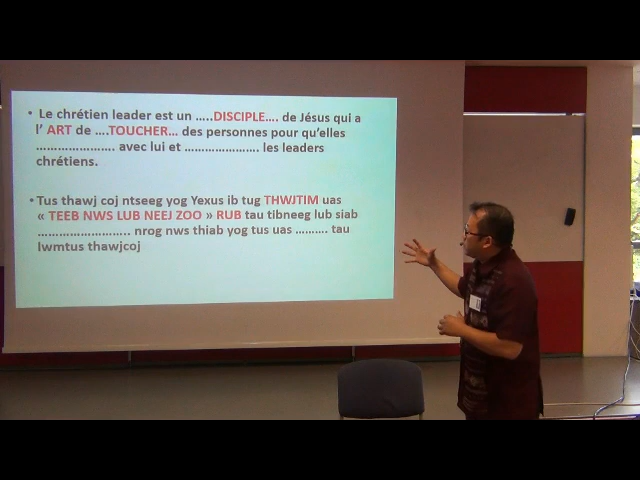 • Le chrétien leader est un …..DISCIPLE…. de Jésus qui a
l’ ART de ….TOUCHER… des personnes pour qu’elles
…………………. avec lui et …………………. les leaders
chrétiens.
• Tus thawj coj ntseeg yog Yexus ib tug THWJTIM uas
« TEEB NWS LUB NEEJ ZOO » RUB tau tibneeg lub siab
…………………….. nrog nws thiab yog tus uas ………. tau
lwmtus thawjcoj